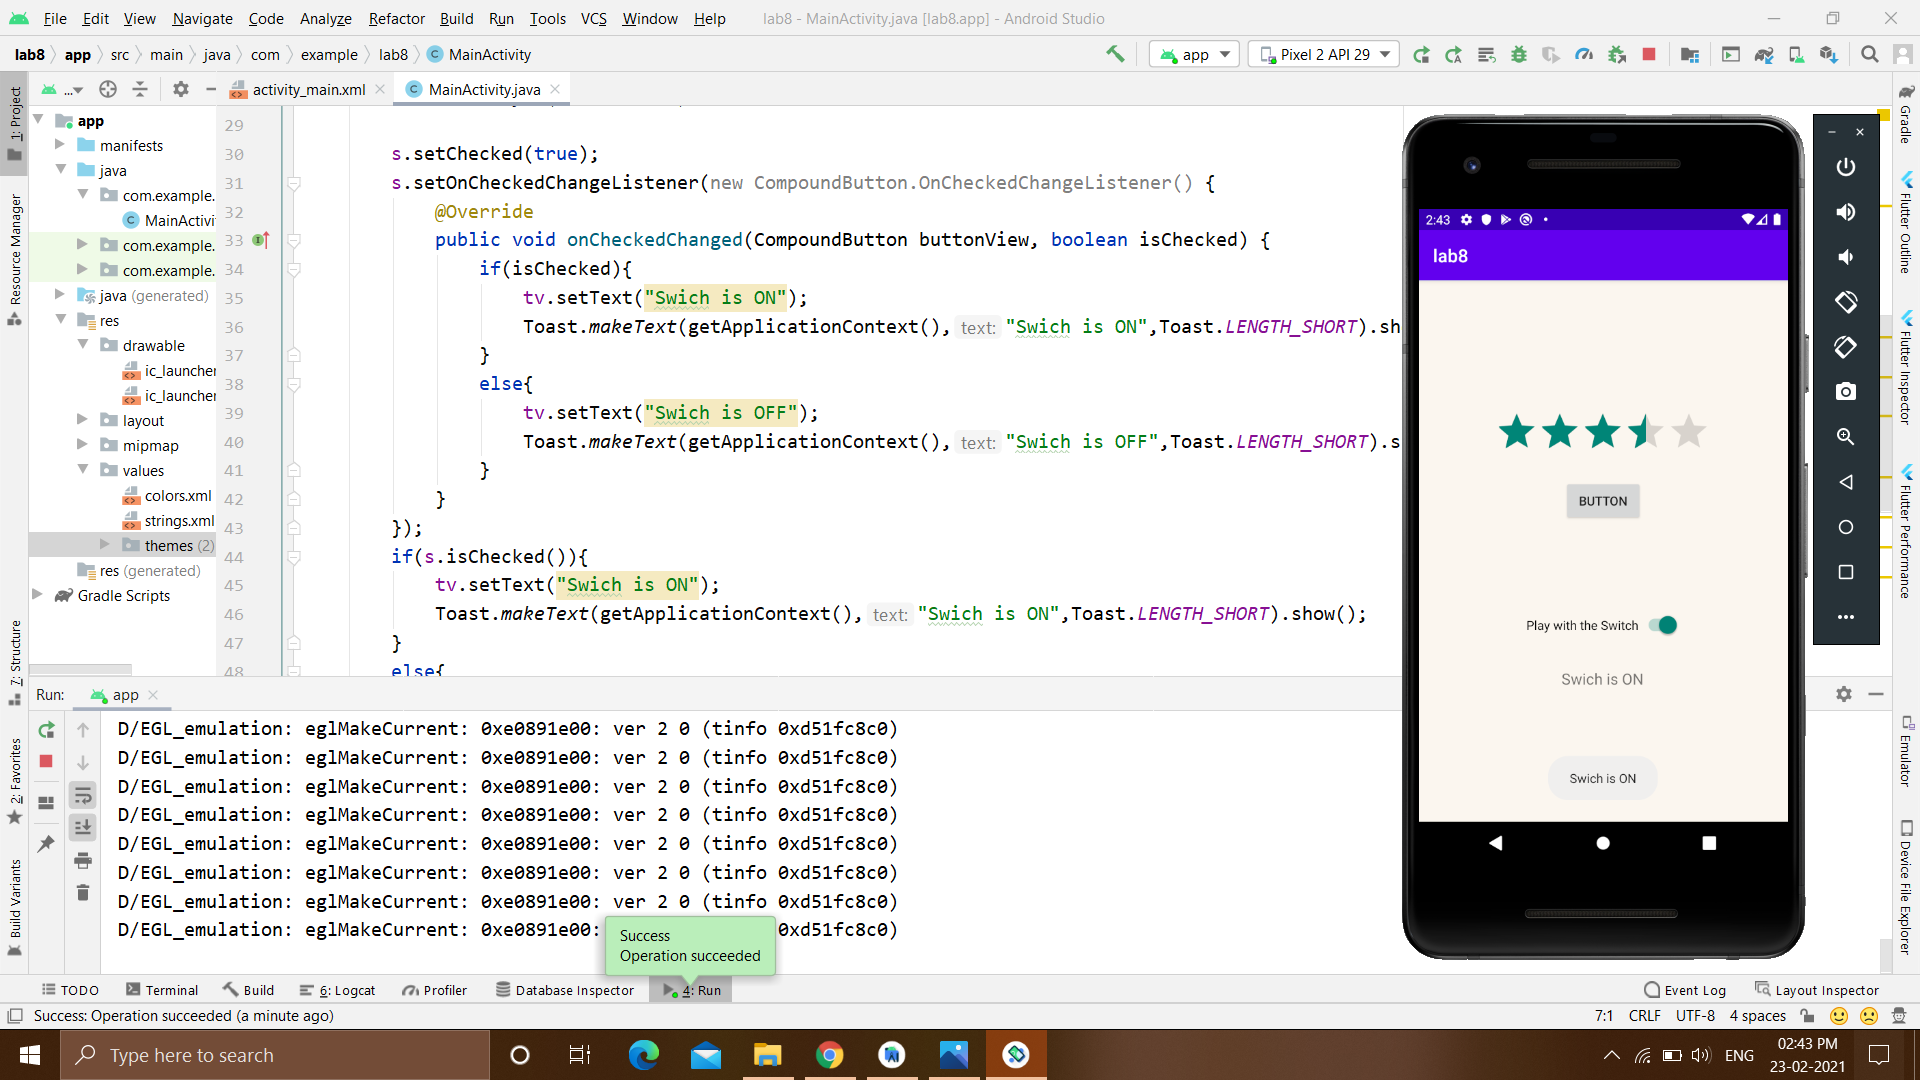 File Edit View Navigate Code Analyze Refactor Build Run Tools VCS Window Help lab8 - MainActivity.java [lab8.app] - Android Studio
lab8 app src main java com example lab8 MainActivity app Pixel 2 API 29
... activity_main.xml MainActivity.java
1: Project
Resource Manager
7: Structure
2: Favorites
Build Variants
app
manifests
java
com.example.
MainActivi
com.example.
com.example.
java (generated)
res
drawable
ic_launcher
ic_launcher
layout
mipmap
values
colors.xml
strings.xml
themes (2)
res (generated)
Gradle Scripts
29
30 s.setChecked(true);
31 s.setOnCheckedChangeListener(new CompoundButton.OnCheckedChangeListener() {
32 @Override
33 public void onCheckedChanged(CompoundButton buttonView, boolean isChecked) {
34 if(isChecked){
35 tv.setText("Swich is ON");
36 Toast.makeText(getApplicationContext(), text: "Swich is ON",Toast.LENGTH_SHORT).sh
37 }
38 else{
39 tv.setText("Swich is OFF");
40 Toast.makeText(getApplicationContext(), text: "Swich is OFF",Toast.LENGTH_SHORT).s
41 }
42 }
43 });
44 if(s.isChecked()){
45 tv.setText("Swich is ON");
46 Toast.makeText(getApplicationContext(), text: "Swich is ON",Toast.LENGTH_SHORT).show();
47 }
48 else{
2:43
lab8
BUTTON
Play with the Switch
Swich is ON
Swich is ON
Gradle
Flutter Outline
Flutter Inspector
Flutter Performance
Emulator
Device File Explorer
Run: app
D/EGL_emulation: eglMakeCurrent: 0xe0891e00: ver 2 0 (tinfo 0xd51fc8c0)
D/EGL_emulation: eglMakeCurrent: 0xe0891e00: ver 2 0 (tinfo 0xd51fc8c0)
D/EGL_emulation: eglMakeCurrent: 0xe0891e00: ver 2 0 (tinfo 0xd51fc8c0)
D/EGL_emulation: eglMakeCurrent: 0xe0891e00: ver 2 0 (tinfo 0xd51fc8c0)
D/EGL_emulation: eglMakeCurrent: 0xe0891e00: ver 2 0 (tinfo 0xd51fc8c0)
D/EGL_emulation: eglMakeCurrent: 0xe0891e00: ver 2 0 (tinfo 0xd51fc8c0)
D/EGL_emulation: eglMakeCurrent: 0xe0891e00: ver 2 0 (tinfo 0xd51fc8c0)
D/EGL_emulation: eglMakeCurrent: 0xe0891e00: 0xd51fc8c0)
Success
Operation succeeded
TODO Terminal Build 6: Logcat Profiler Database Inspector 4: Run Event Log Layout Inspector
Success: Operation succeeded (a minute ago) 7:1 CRLF UTF-8 4 spaces
Type here to search ENG 02:43 PM
23-02-2021